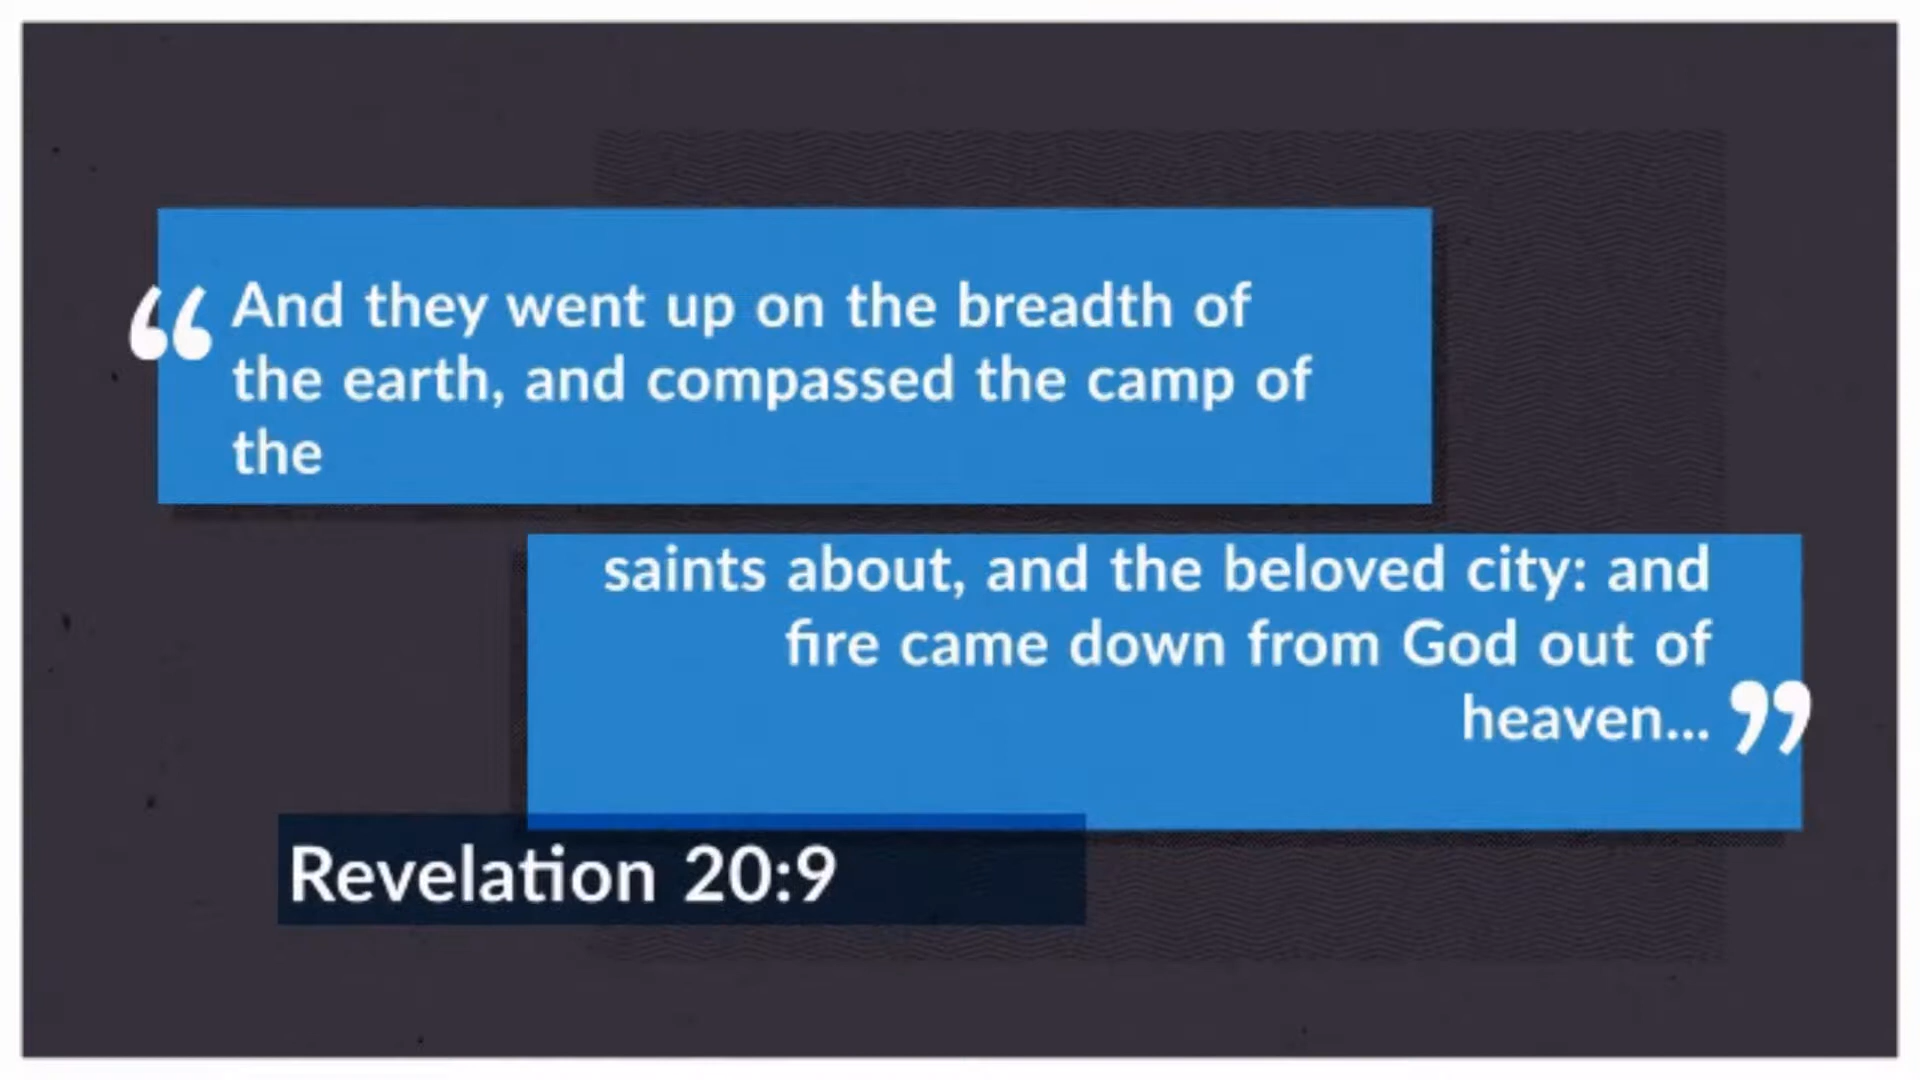 “And they went up on the breadth of
the earth, and compassed the camp of
the
saints about, and the beloved city: and
fire came down from God out of
heaven...”
Revelation 20:9